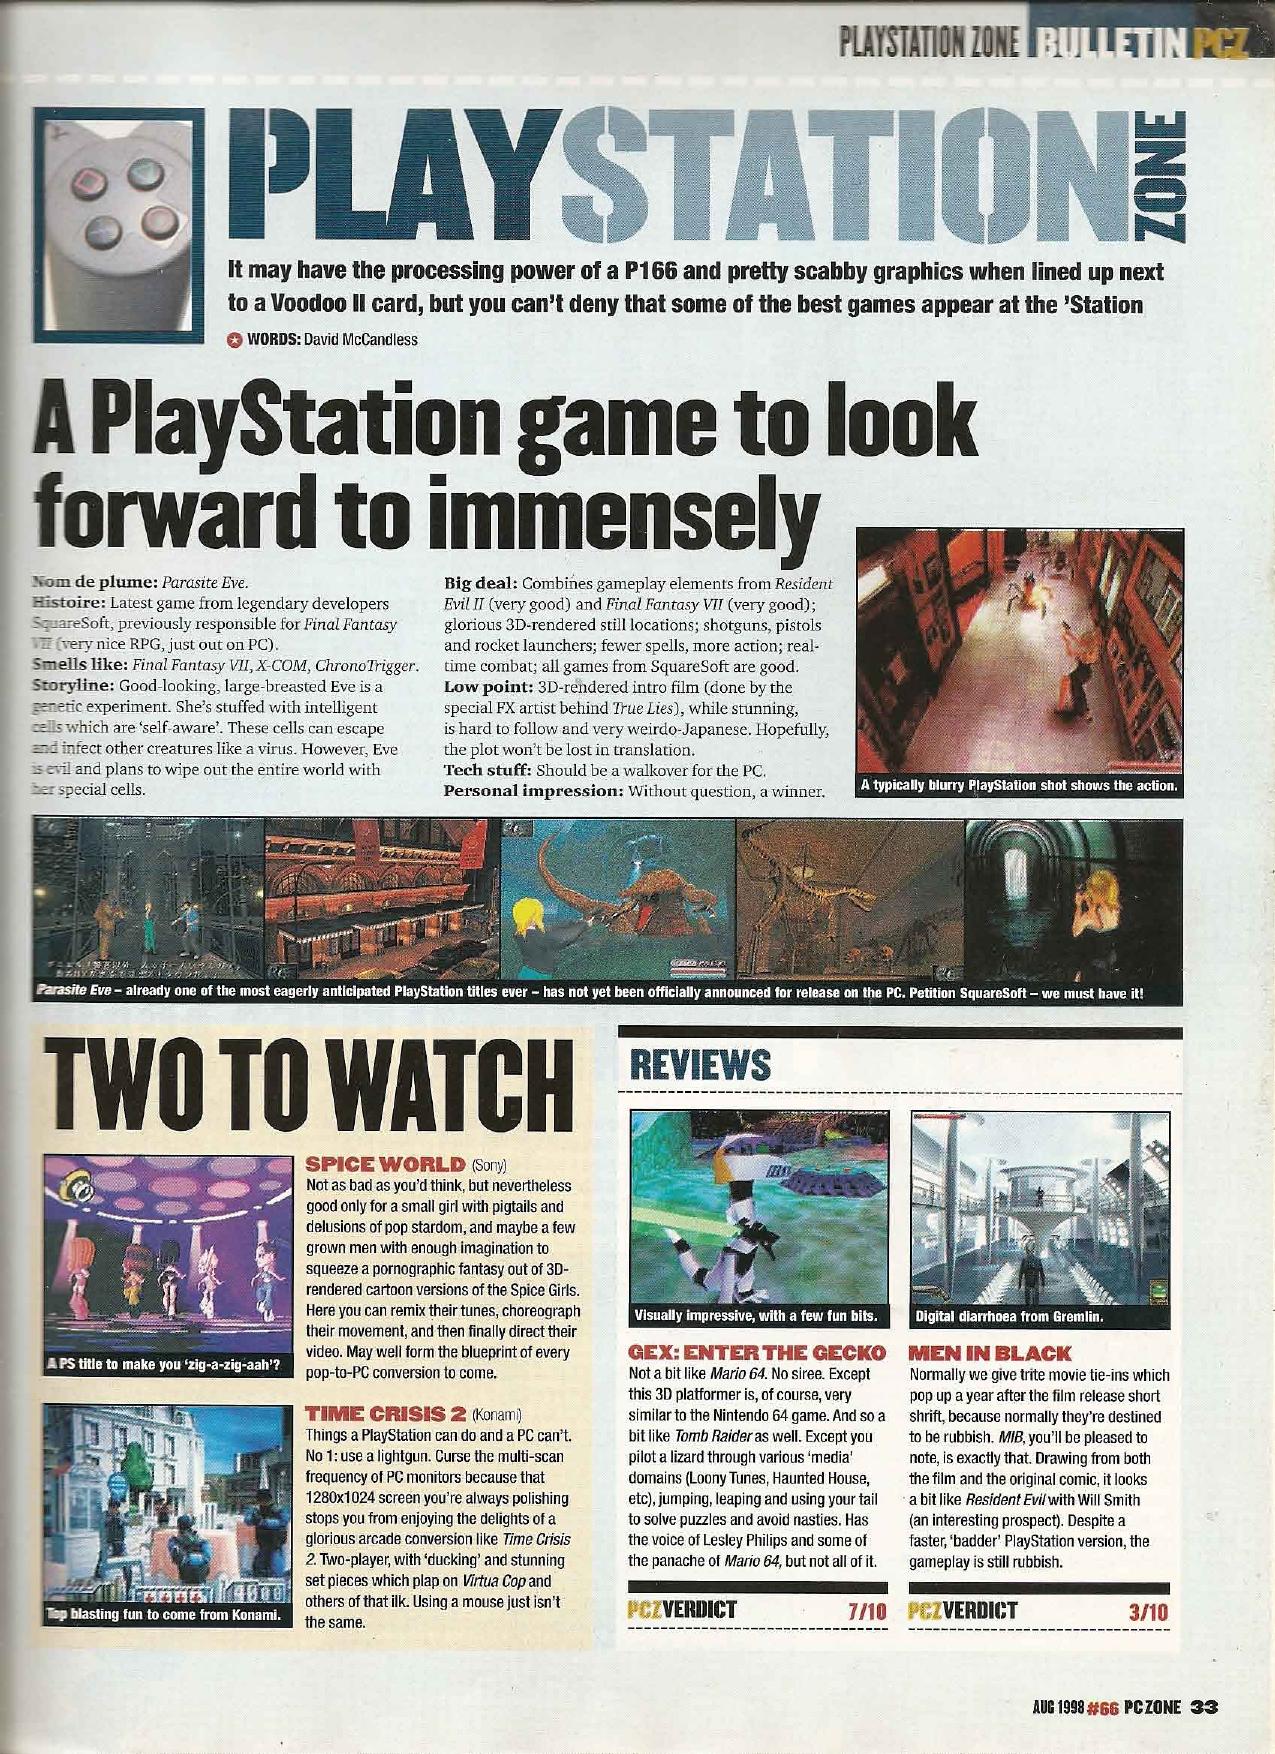 PLAYSTATION ZONE BULLETIN PCZ
PLAYSTATION ZONE
It may have the processing power of a P166 and pretty scabby graphics when lined up next
to a Voodoo II card, but you can't deny that some of the best games appear at the 'Station
WORDS: David McCandless
A PlayStation game to look
forward to immensely
Nom de plume: Parasite Eve.
Histoire: Latest game from legendary developers
SquareSoft, previously responsible for Final Fantasy
VII (very nice RPG, just out on PC).
Smells like: Final Fantasy VII, X-COM, ChronoTrigger.
Storyline: Good-looking, large-breasted Eve is a
genetic experiment. She's stuffed with intelligent
cells which are 'self-aware'. These cells can escape
and infect other creatures like a virus. However, Eve
is evil and plans to wipe out the entire world with
her special cells.
Big deal: Combines gameplay elements from Resident
Evil II (very good) and Final Fantasy VII (very good);
glorious 3D-rendered still locations; shotguns, pistols
and rocket launchers; fewer spells, more action; real-
time combat; all games from SquareSoft are good.
Low point: 3D-rendered intro film (done by the
special FX artist behind True Lies), while stunning,
is hard to follow and very weirdo-Japanese. Hopefully,
the plot won't be lost in translation.
Tech stuff: Should be a walkover for the PC.
Personal impression: Without question, a winner.
A typically blurry PlayStation shot shows the action.
Parasite Eve – already one of the most eagerly anticipated PlayStation titles ever – has not yet been officially announced for release on the PC. Petition SquareSoft – we must have it!
TWO TO WATCH
SPICE WORLD (Sony)
Not as bad as you'd think, but nevertheless
good only for a small girl with pigtails and
delusions of pop stardom, and maybe a few
grown men with enough imagination to
squeeze a pornographic fantasy out of 3D-
rendered cartoon versions of the Spice Girls.
Here you can remix their tunes, choreograph
their movement, and then finally direct their
video. May well form the blueprint of every
pop-to-PC conversion to come.
A PS title to make you 'zig-a-zig-aah'?
TIME CRISIS 2 (Konami)
Things a PlayStation can do and a PC can't.
No 1: use a lightgun. Curse the multi-scan
frequency of PC monitors because that
1280x1024 screen you're always polishing
stops you from enjoying the delights of a
glorious arcade conversion like Time Crisis
2. Two-player, with 'ducking' and stunning
set pieces which plap on Virtua Cop and
others of that ilk. Using a mouse just isn't
the same.
Top blasting fun to come from Konami.
REVIEWS
Visually impressive, with a few fun bits.
GEX: ENTER THE GECKO
Not a bit like Mario 64. No siree. Except
this 3D platformer is, of course, very
similar to the Nintendo 64 game. And so a
bit like Tomb Raider as well. Except you
pilot a lizard through various 'media'
domains (Loony Tunes, Haunted House,
etc), jumping, leaping and using your tail
to solve puzzles and avoid nasties. Has
the voice of Lesley Philips and some of
the panache of Mario 64, but not all of it.
PCZVERDICT 7/10
Digital diarrhoea from Gremlin.
MEN IN BLACK
Normally we give trite movie tie-ins which
pop up a year after the film release short
shrift, because normally they're destined
to be rubbish. MIB, you'll be pleased to
note, is exactly that. Drawing from both
the film and the original comic, it looks
a bit like Resident Evil with Will Smith
(an interesting prospect). Despite a
faster, 'badder' PlayStation version, the
gameplay is still rubbish.
PCZVERDICT 3/10
AUG 1998 #66 PC ZONE 33